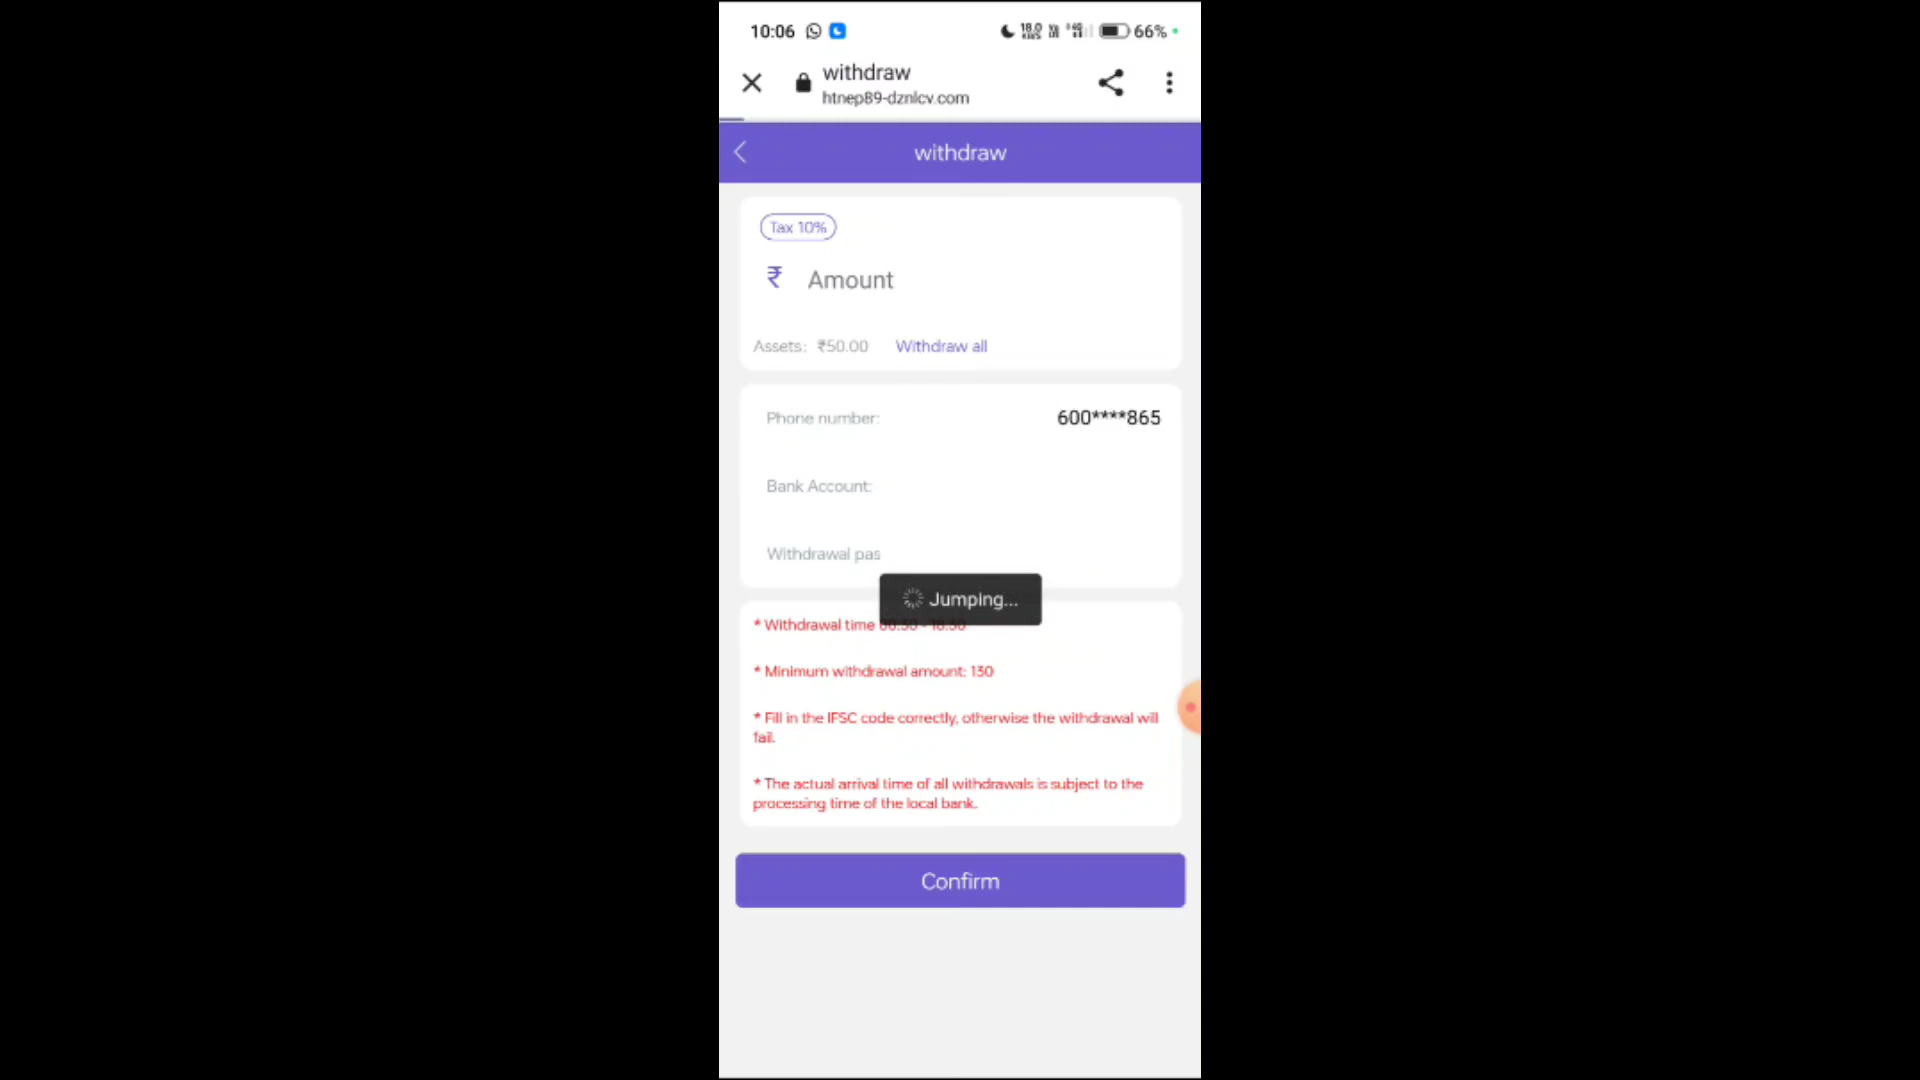 10:06 66%
withdraw
htnep89-dznlcv.com
withdraw
Tax 10%
₹ Amount
Assets: ₹50.00 Withdraw all
Phone number: 600****865
Bank Account:
Withdrawal pas
Jumping...
* Withdrawal time
* Minimum withdrawal amount: 130
* Fill in the IFSC code correctly, otherwise the withdrawal will
fail.
* The actual arrival time of all withdrawals is subject to the
processing time of the local bank.
Confirm